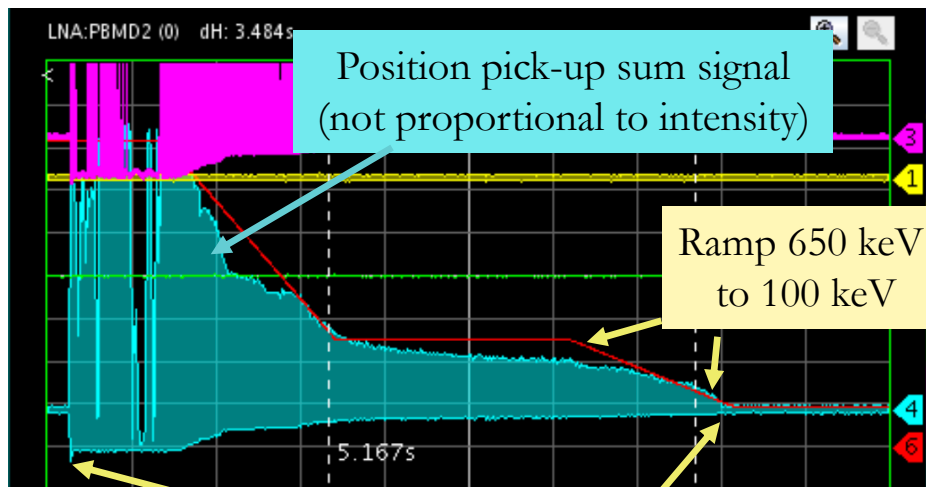 LNA:PBMD2 (0) dH: 3.484s
Position pick-up sum signal
(not proportional to intensity)
3
1
Ramp 650 keV
to 100 keV
4
5.167s
6